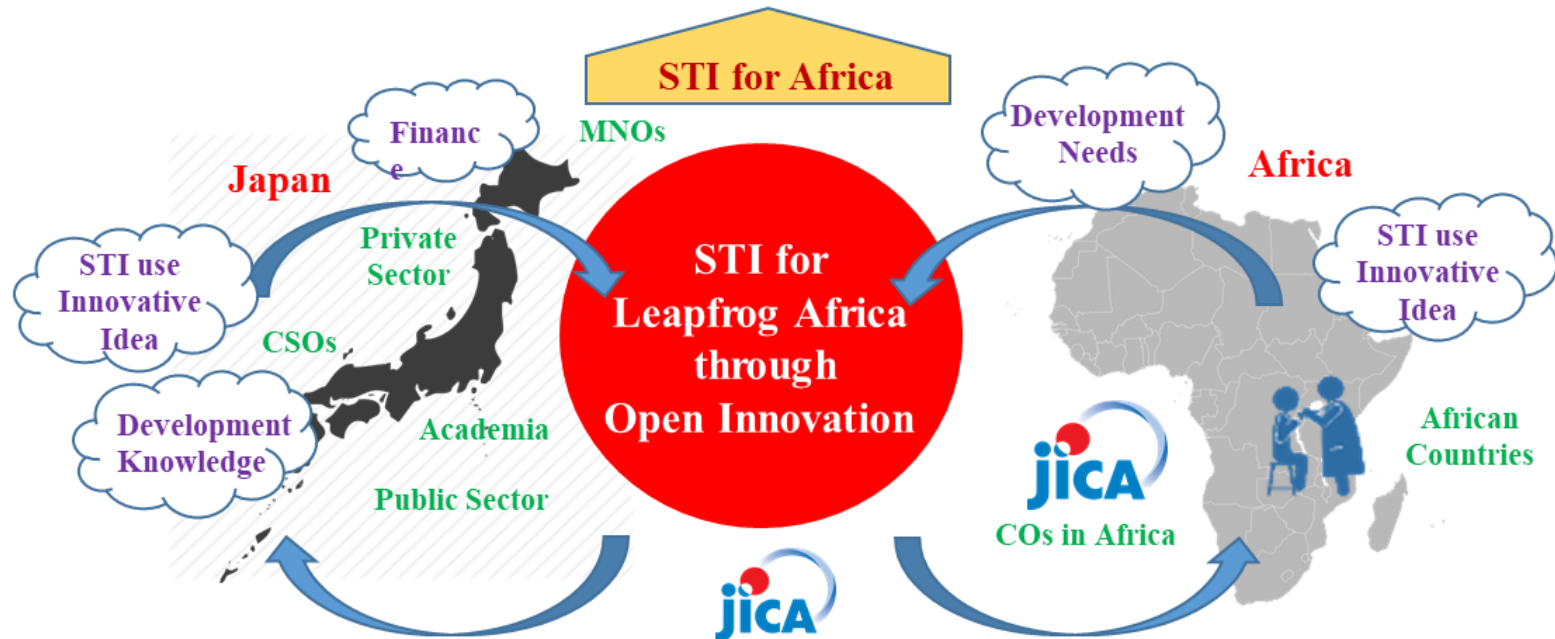 STI for Africa
Financ
e
MNOs
Development
Needs
Japan
Africa
Private
Sector
STI use
Innovative
Idea
STI for
Leapfrog Africa
through
Open Innovation
STI use
Innovative
Idea
CSOs
Development
Knowledge
Academia
Public Sector
jICA
COs in Africa
African
Countries
jICA